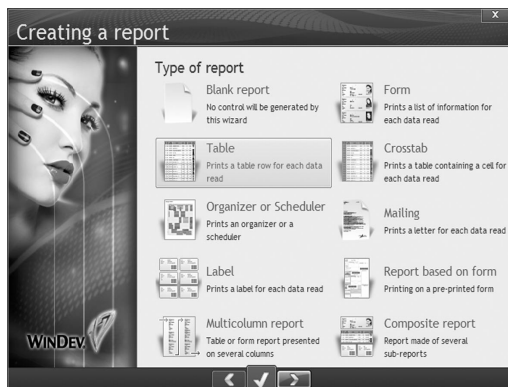 x
Creating a report
Type of report
Blank report
No control will be generated by
this wizard
Form
Prints a list of information for
each data read
Table
Prints a table row for each data
read
Crosstab
Prints a table containing a cell for
each data read
Organizer or Scheduler
Prints an organizer or a
scheduler
Mailing
Prints a letter for each data read
Label
Prints a label for each data read
Report based on form
Printing on a pre-printed form
Multicolumn report
Table or form report presented
on several columns
Composite report
Report made of several
sub-reports
WINDEV